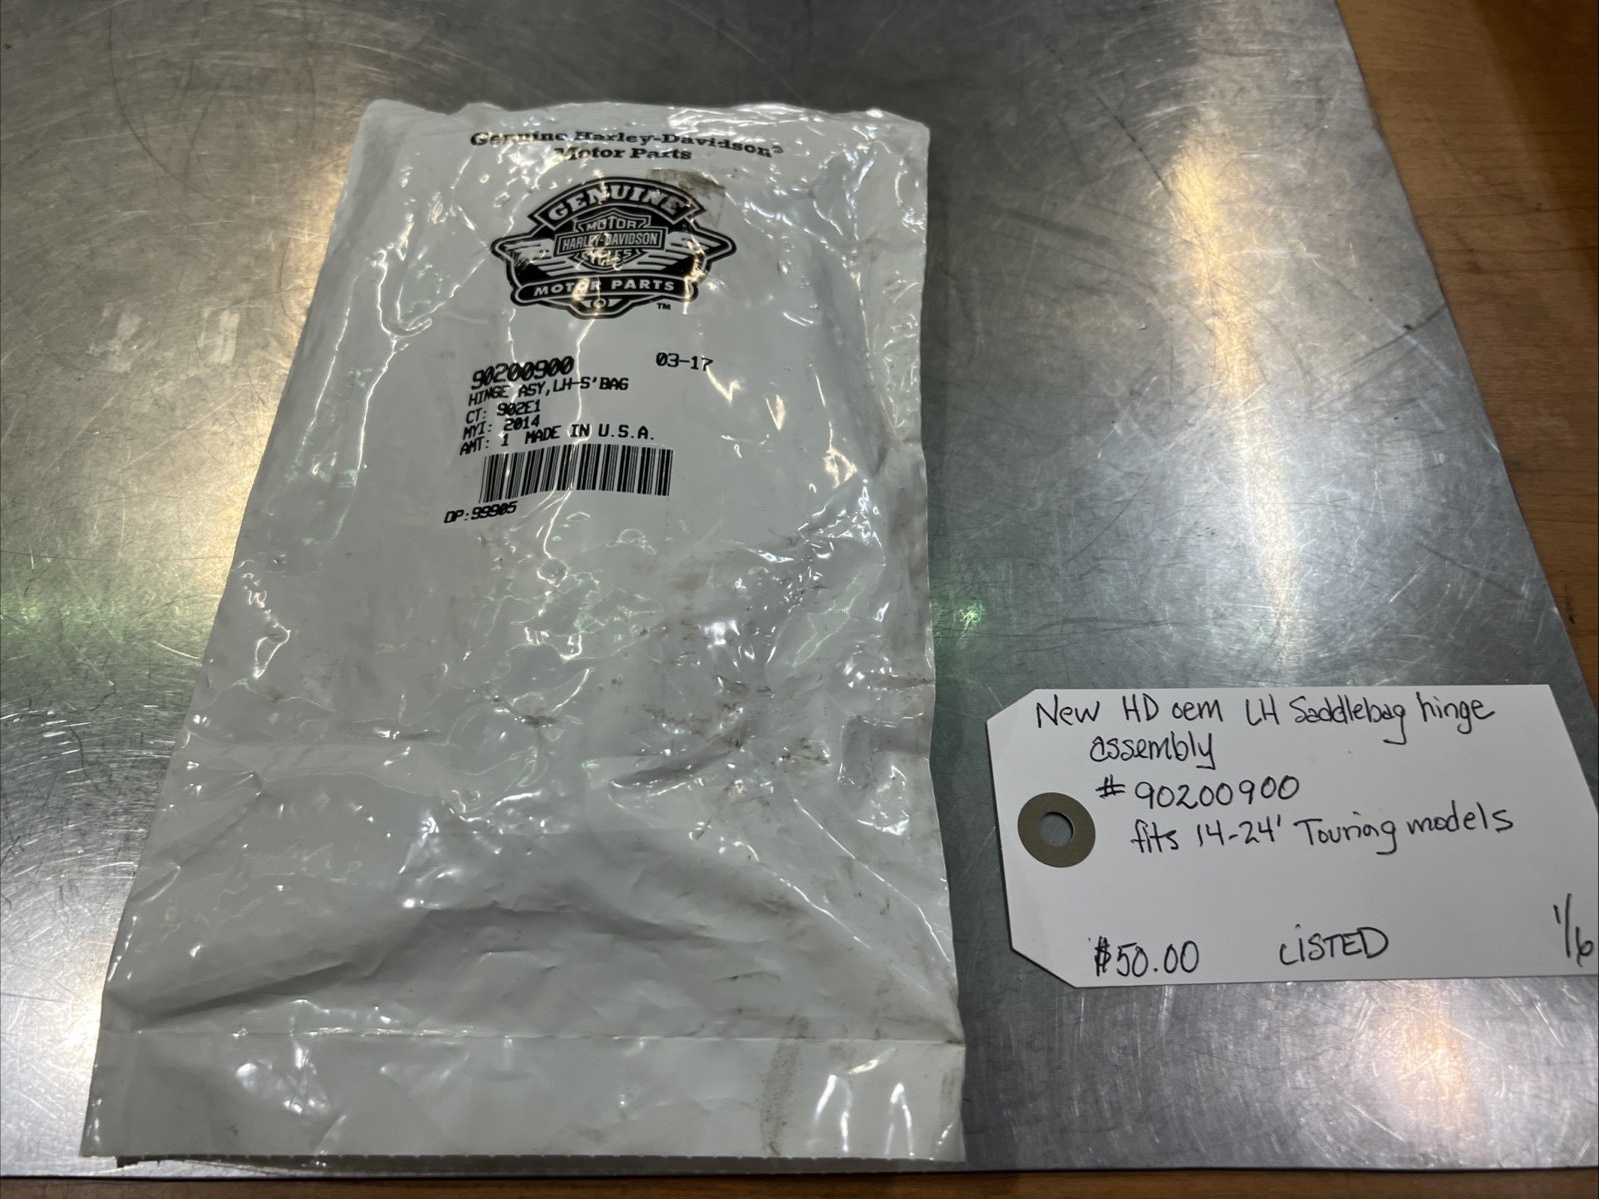 Genuine Harley-Davidson®
Motor Parts
GENUINE
MOTOR
HARLEY-DAVIDSON
CYCLES
MOTOR PARTS
TM
90200900 03-17
HINGE ASY,LH-S'BAG
CT: 902E1
MYI: 2014
AMT: 1 MADE IN U.S.A.
OP:99905
New HD oem LH Saddlebag hinge
assembly
# 90200900
fits 14-24' Touring models
$50.00 LISTED 1/6